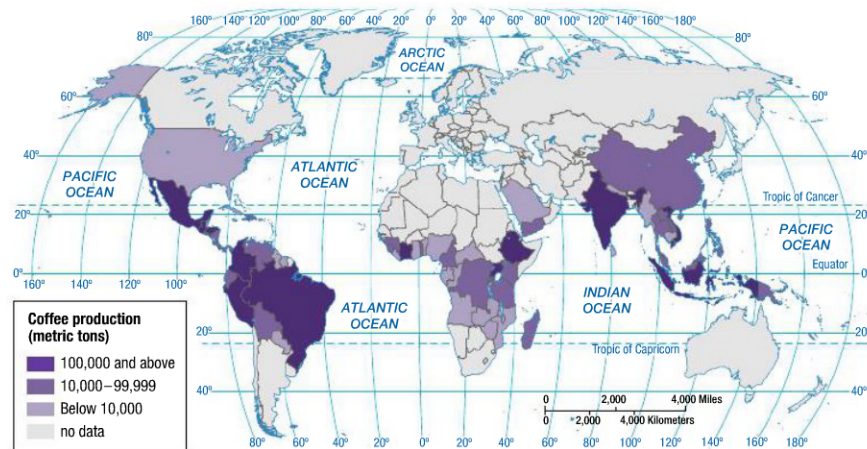 160° 140° 120° 100° 80° 60° 40° 20° 0° 20° 40° 60° 80° 100° 120° 140° 160°
80° 80°
ARCTIC
OCEAN
60° 60°
40° 40°
PACIFIC
OCEAN
ATLANTIC
OCEAN
Tropic of Cancer
20° 20°
PACIFIC
OCEAN
Equator
0° 0°
120° 100°
ATLANTIC
OCEAN
INDIAN
OCEAN
20° 20°
Tropic of Capricorn
40° 40°
0 2,000 4,000 Miles
0 2,000 4,000 Kilometers
80° 60° 40° 20° 0° 20° 40° 60° 80° 100° 120° 140° 160° 180°
Coffee production
(metric tons)
100,000 and above
10,000–99,999
Below 10,000
no data